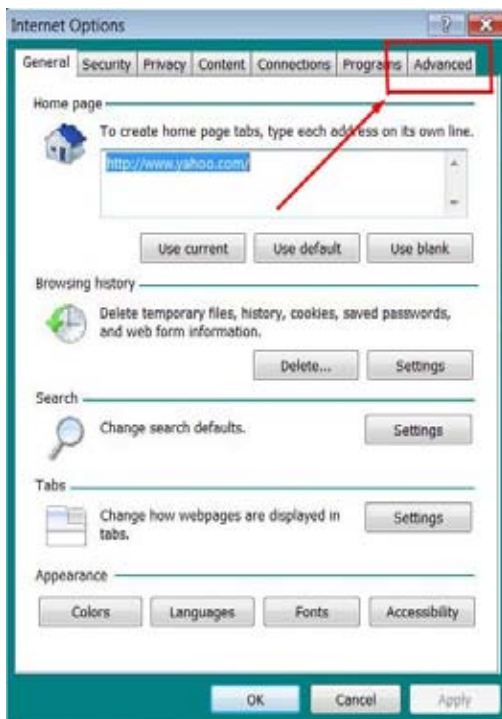 Internet Options
General Security Privacy Content Connections Programs Advanced
Home page
To create home page tabs, type each address on its own line.
http://www.yahoo.com/
Use current Use default Use blank
Browsing history
Delete temporary files, history, cookies, saved passwords,
and web form information.
Delete... Settings
Search
Change search defaults.
Settings
Tabs
Change how webpages are displayed in
tabs.
Settings
Appearance
Colors Languages Fonts Accessibility
OK Cancel Apply